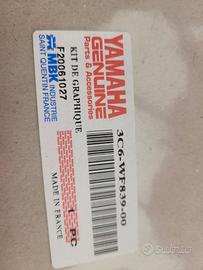 YAMAHA
GENUINE
Parts & Accessories
3C6-WF839-00
KIT DE GRAPHIQUE
1 PC
MADE IN FRANCE
MBK INDUSTRIE
SAINT QUENTIN FRANCE
F20061027
Subito